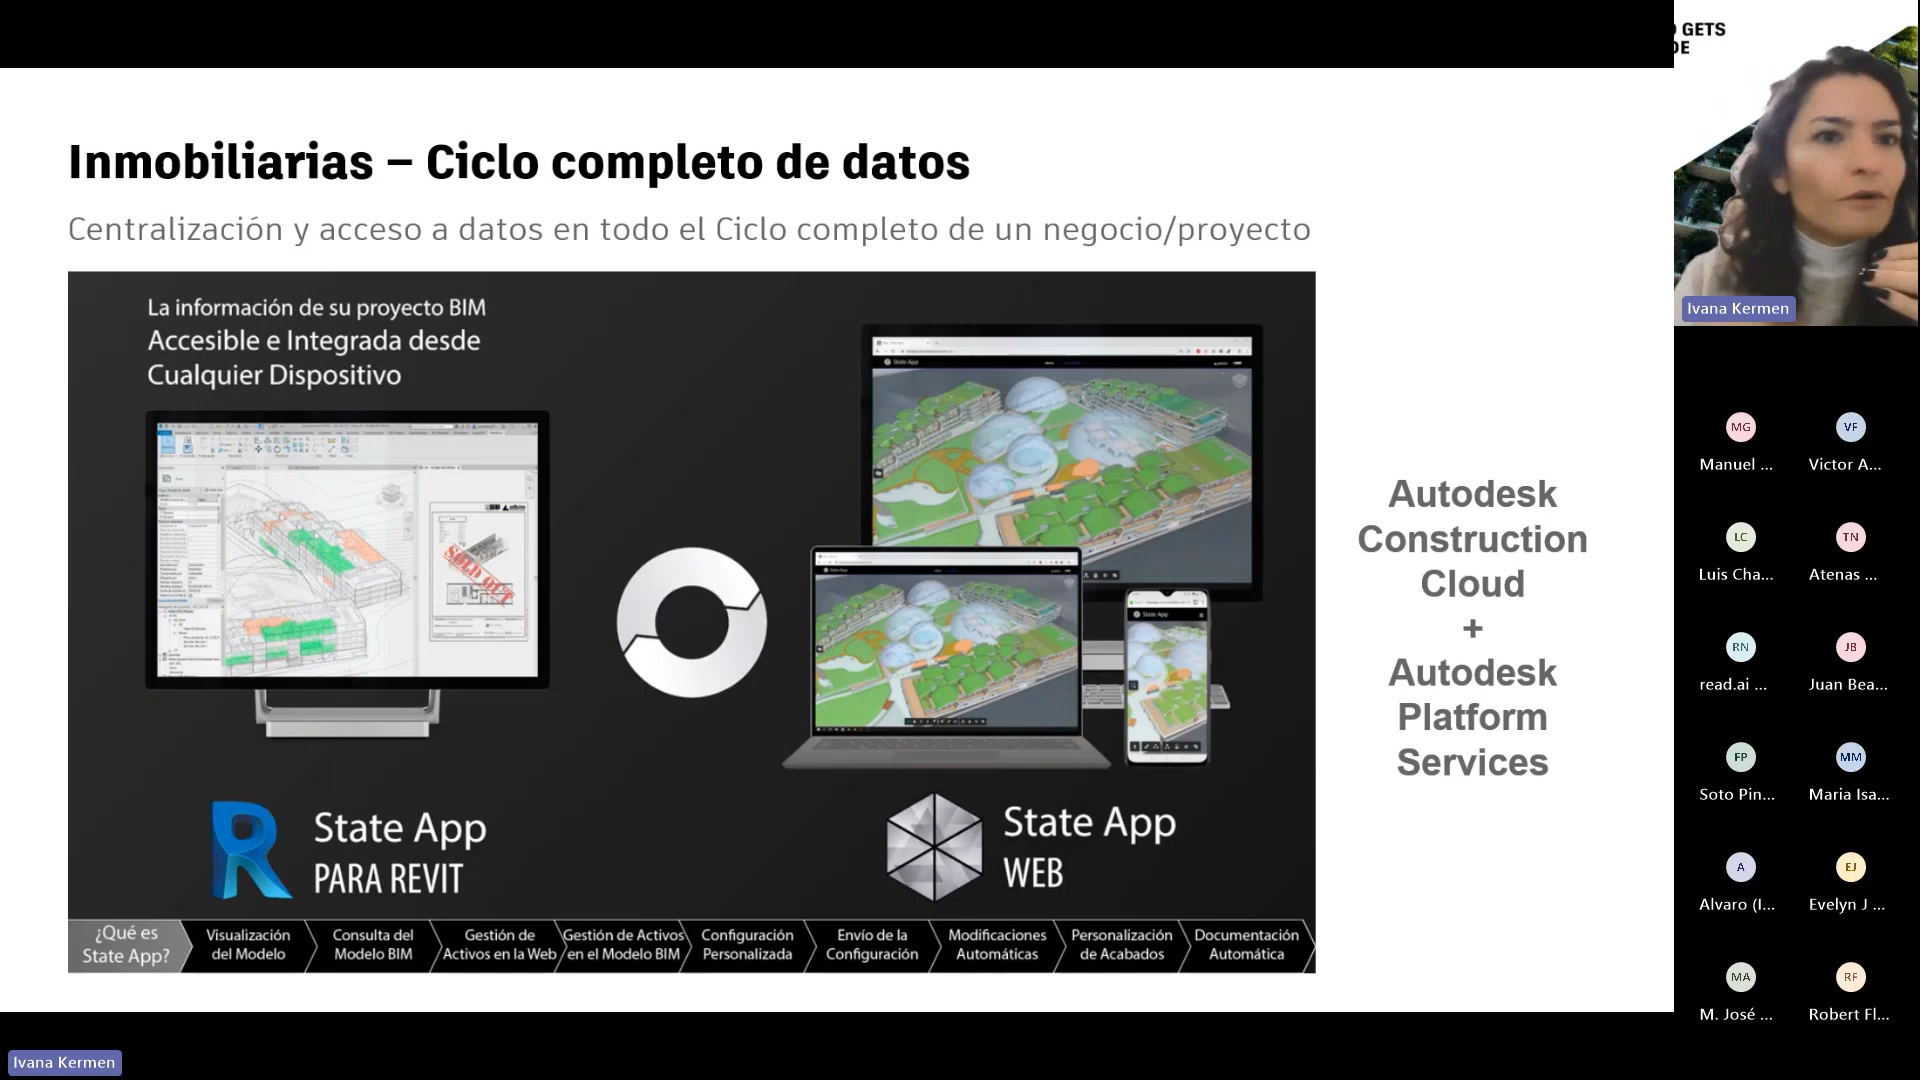 GETS
DE
Inmobiliarias – Ciclo completo de datos
Centralización y acceso a datos en todo el Ciclo completo de un negocio/proyecto
La información de su proyecto BIM
Accesible e Integrada desde
Cualquier Dispositivo
SOLD OUT
State App
State App
State App
Autodesk
Construction
Cloud
+
Autodesk
Platform
Services
State App
PARA REVIT
State App
WEB
¿Qué es
State App?
Visualización
del Modelo
Consulta del
Modelo BIM
Gestión de
Activos en la Web
Gestión de Activos
en el Modelo BIM
Configuración
Personalizada
Envío de la
Configuración
Modificaciones
Automáticas
Personalización
de Acabados
Documentación
Automática
Ivana Kermen
MG
Manuel ...
VF
Victor A...
LC
Luis Cha...
TN
Atenas ...
RN
read.ai ...
JB
Juan Bea...
FP
Soto Pin...
MM
Maria Isa...
A
Alvaro (I...
EJ
Evelyn J ...
MA
M. José ...
RF
Robert Fl...
Ivana Kermen